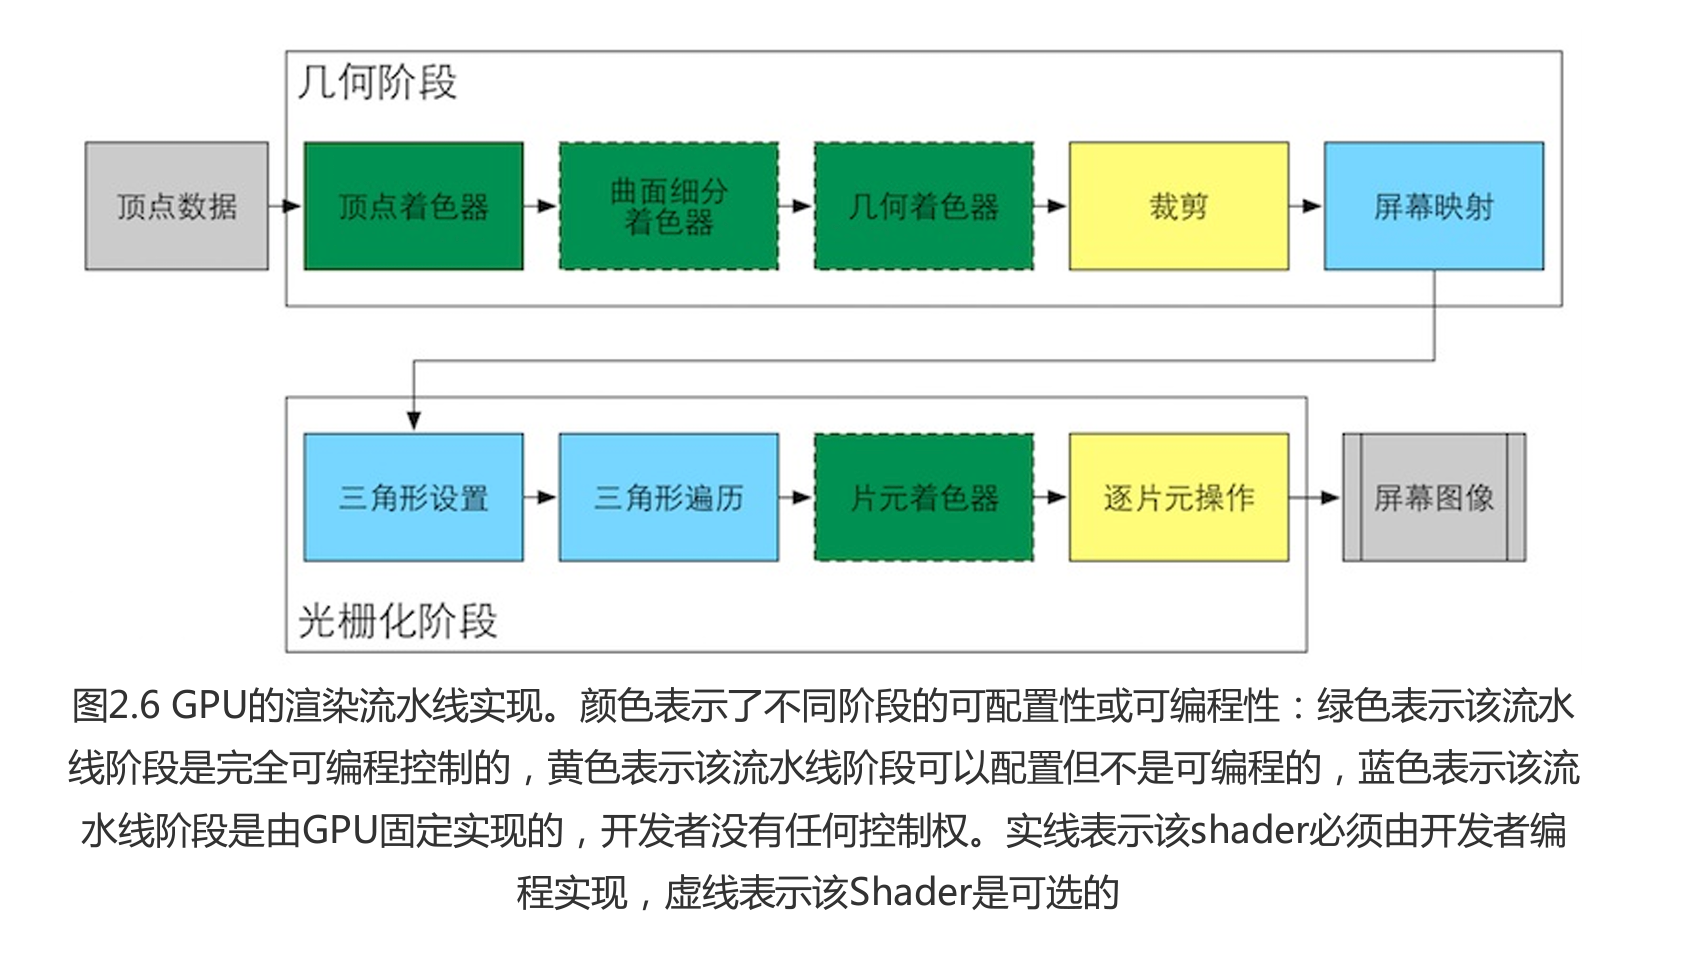 几何阶段
顶点数据
顶点着色器
曲面细分
着色器
几何着色器
裁剪
屏幕映射
三角形设置
三角形遍历
片元着色器
逐片元操作
屏幕图像
光栅化阶段
图2.6 GPU的渲染流水线实现。颜色表示了不同阶段的可配置性或可编程性：绿色表示该流水
线阶段是完全可编程控制的，黄色表示该流水线阶段可以配置但不是可编程的，蓝色表示该流
水线阶段是由GPU固定实现的，开发者没有任何控制权。实线表示该shader必须由开发者编
程实现，虚线表示该Shader是可选的